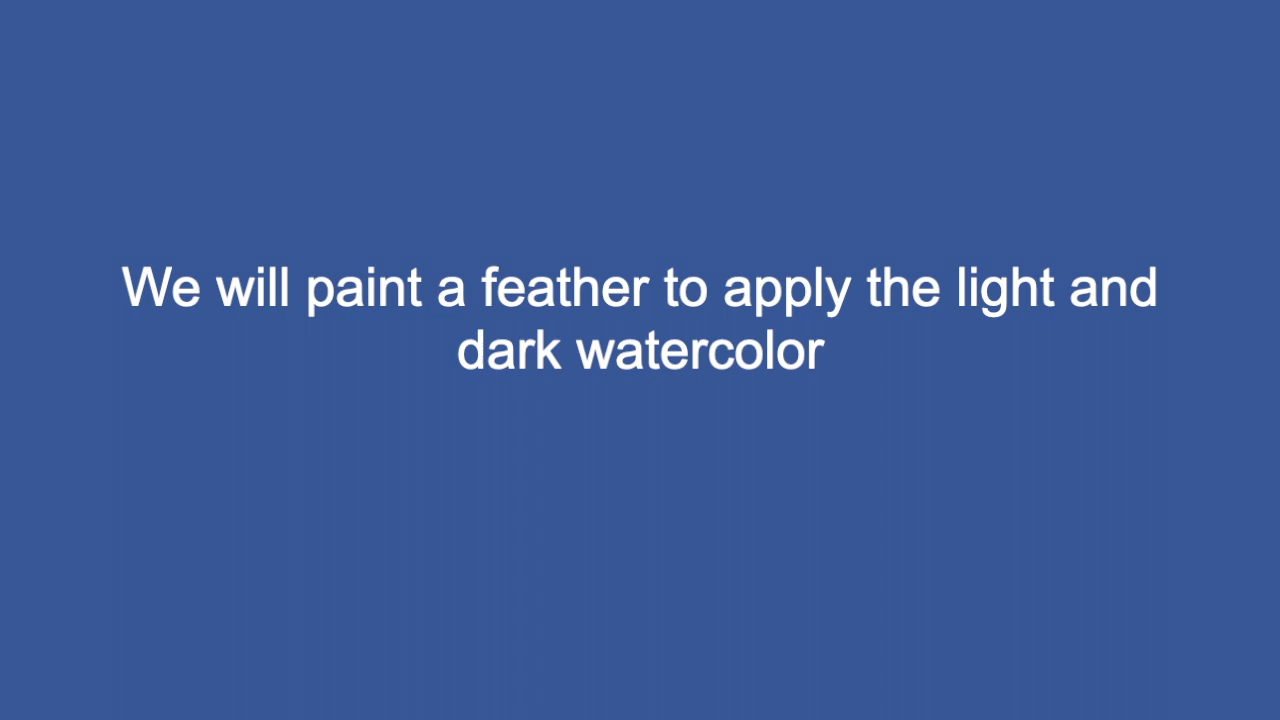 We will paint a feather to apply the light and
dark watercolor